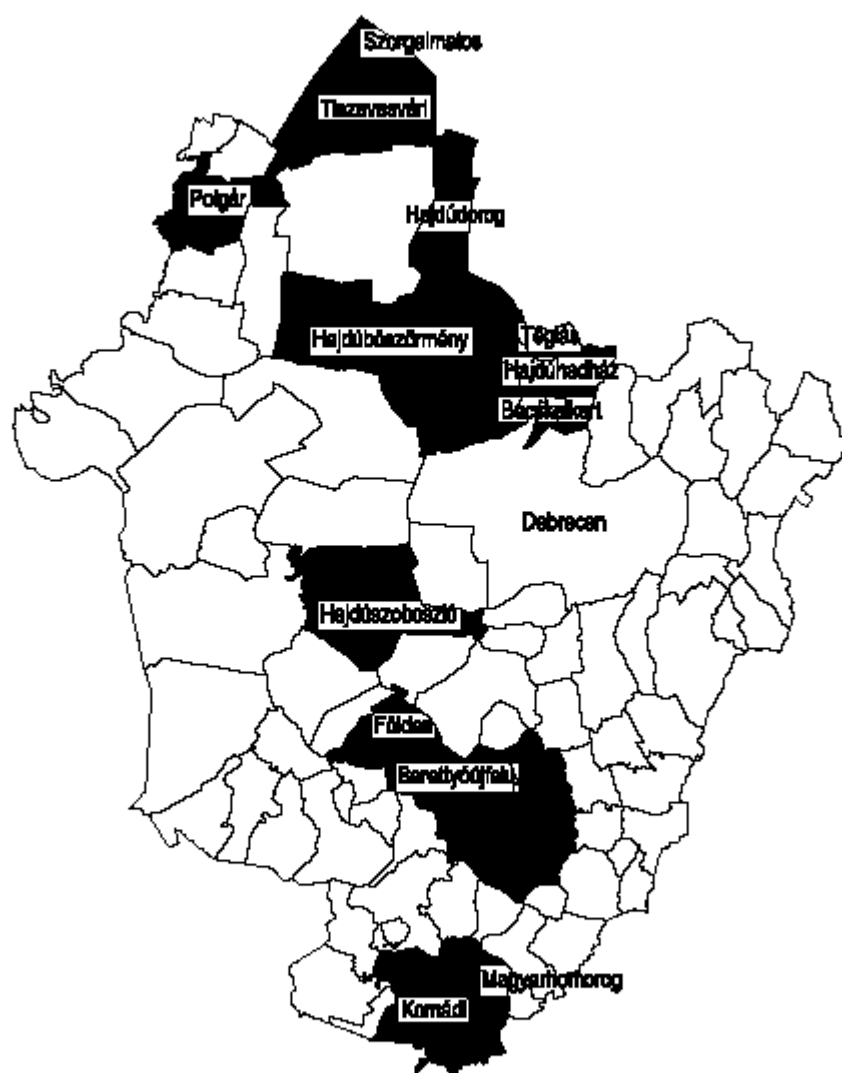 Szorgalmatos
Tiszavasvári
Polgár
Hajdúdorog
Hajdúböszörmény
Téglás
Hajdúhadház
Bocskaikert
Debrecen
Hajdúszoboszló
Földes
Berettyóújfalu
Magyarhomorog
Komádi